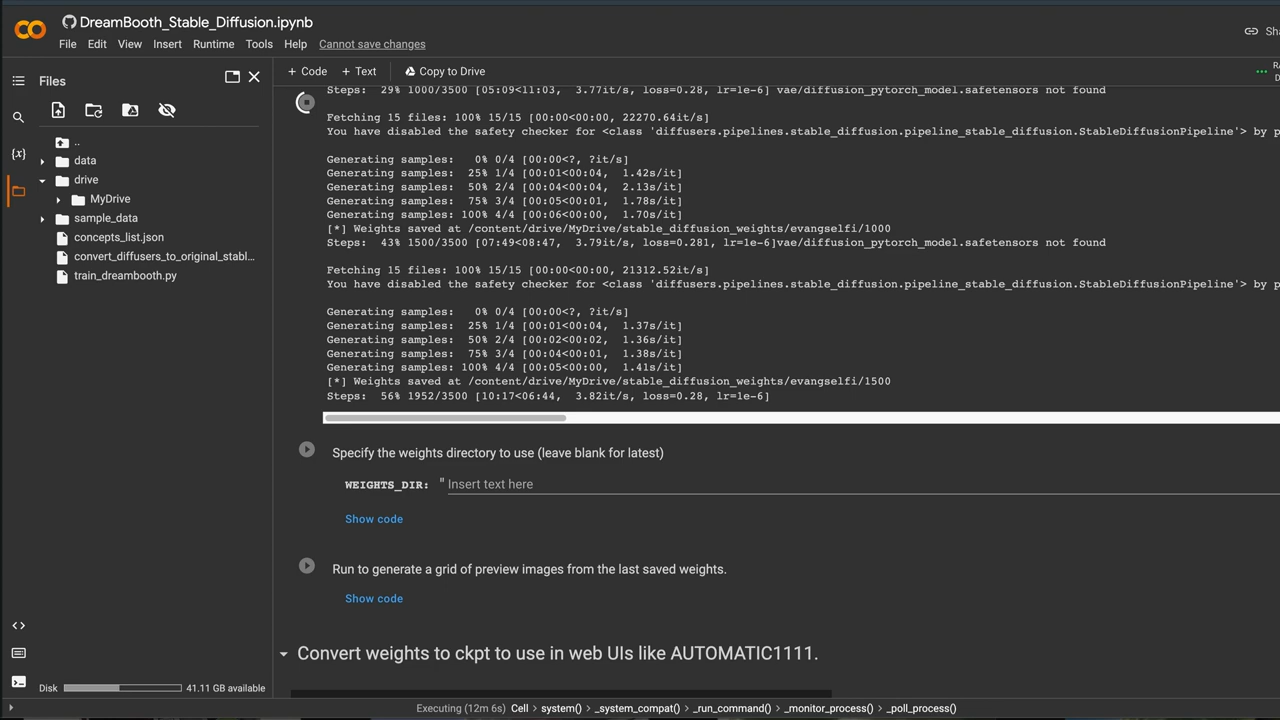 DreamBooth_Stable_Diffusion.ipynb
File Edit View Insert Runtime Tools Help Cannot save changes
Files
+ Code + Text Copy to Drive
..
data
drive
MyDrive
sample_data
concepts_list.json
convert_diffusers_to_original_stabl...
train_dreambooth.py
Disk 41.11 GB available
Steps: 29% 1000/3500 [05:09<11:03, 3.77it/s, loss=0.28, lr=1e-6] vae/diffusion_pytorch_model.safetensors not found
Fetching 15 files: 100% 15/15 [00:00<00:00, 22270.64it/s]
You have disabled the safety checker for <class 'diffusers.pipelines.stable_diffusion.pipeline_stable_diffusion.StableDiffusionPipeline'> by p
Generating samples: 0% 0/4 [00:00<?, ?it/s]
Generating samples: 25% 1/4 [00:01<00:04, 1.42s/it]
Generating samples: 50% 2/4 [00:04<00:04, 2.13s/it]
Generating samples: 75% 3/4 [00:05<00:01, 1.78s/it]
Generating samples: 100% 4/4 [00:06<00:00, 1.70s/it]
[*] Weights saved at /content/drive/MyDrive/stable_diffusion_weights/evangselfi/1000
Steps: 43% 1500/3500 [07:49<08:47, 3.79it/s, loss=0.281, lr=1e-6]vae/diffusion_pytorch_model.safetensors not found
Fetching 15 files: 100% 15/15 [00:00<00:00, 21312.52it/s]
You have disabled the safety checker for <class 'diffusers.pipelines.stable_diffusion.pipeline_stable_diffusion.StableDiffusionPipeline'> by p
Generating samples: 0% 0/4 [00:00<?, ?it/s]
Generating samples: 25% 1/4 [00:01<00:04, 1.37s/it]
Generating samples: 50% 2/4 [00:02<00:02, 1.36s/it]
Generating samples: 75% 3/4 [00:04<00:01, 1.38s/it]
Generating samples: 100% 4/4 [00:05<00:00, 1.41s/it]
[*] Weights saved at /content/drive/MyDrive/stable_diffusion_weights/evangselfi/1500
Steps: 56% 1952/3500 [10:17<06:44, 3.82it/s, loss=0.28, lr=1e-6]
Specify the weights directory to use (leave blank for latest)
WEIGHTS_DIR: " Insert text here
Show code
Run to generate a grid of preview images from the last saved weights.
Show code
Convert weights to ckpt to use in web UIs like AUTOMATIC1111.
Executing (12m 6s) Cell > system() > _system_compat() > _run_command() > _monitor_process() > _poll_process()